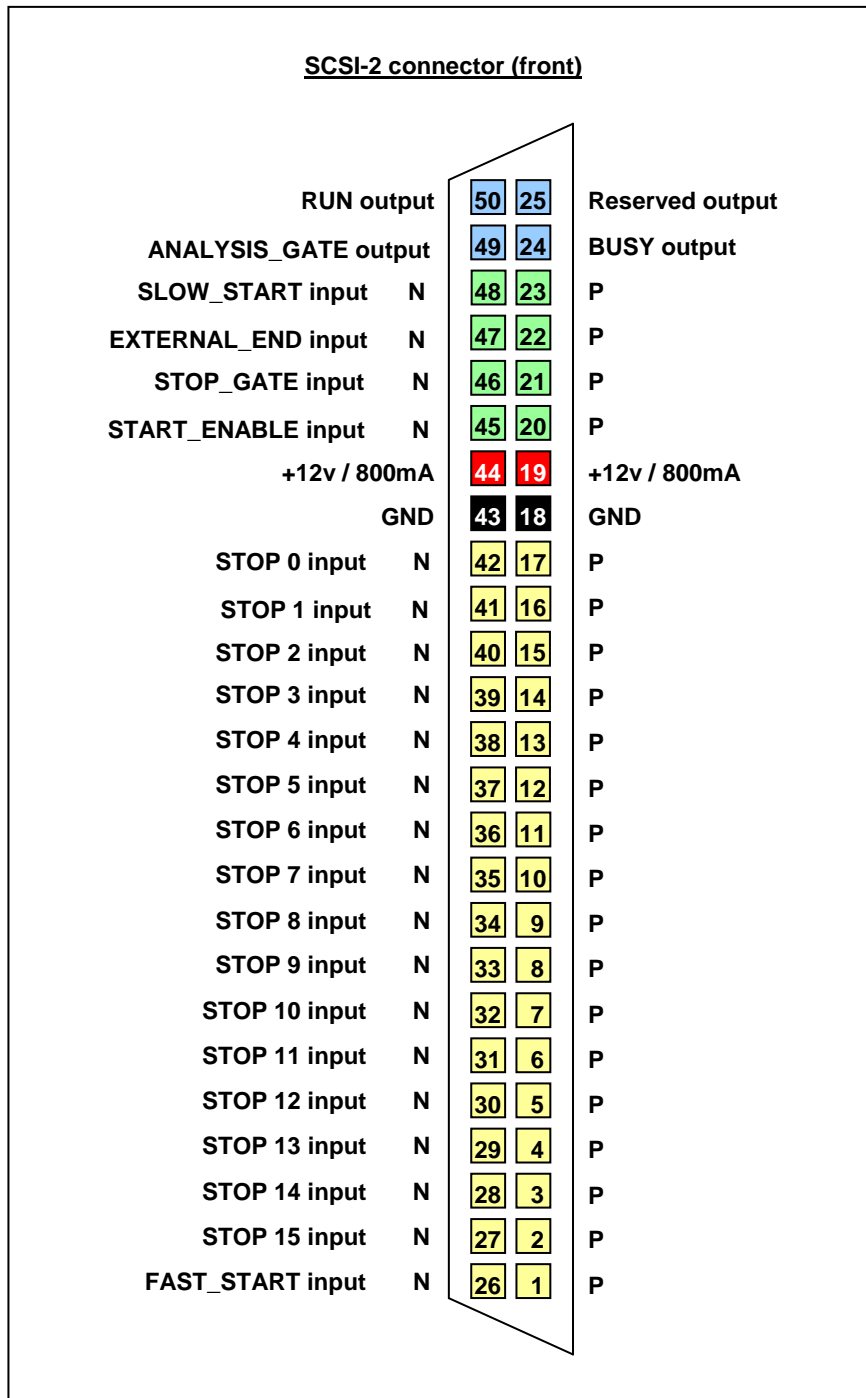 SCSI-2 connector (front)
RUN output 50 25 Reserved output
ANALYSIS_GATE output 49 24 BUSY output
SLOW_START input N 48 23 P
EXTERNAL_END input N 47 22 P
STOP_GATE input N 46 21 P
START_ENABLE input N 45 20 P
+12v / 800mA 44 19 +12v / 800mA
GND 43 18 GND
STOP 0 input N 42 17 P
STOP 1 input N 41 16 P
STOP 2 input N 40 15 P
STOP 3 input N 39 14 P
STOP 4 input N 38 13 P
STOP 5 input N 37 12 P
STOP 6 input N 36 11 P
STOP 7 input N 35 10 P
STOP 8 input N 34 9 P
STOP 9 input N 33 8 P
STOP 10 input N 32 7 P
STOP 11 input N 31 6 P
STOP 12 input N 30 5 P
STOP 13 input N 29 4 P
STOP 14 input N 28 3 P
STOP 15 input N 27 2 P
FAST_START input N 26 1 P